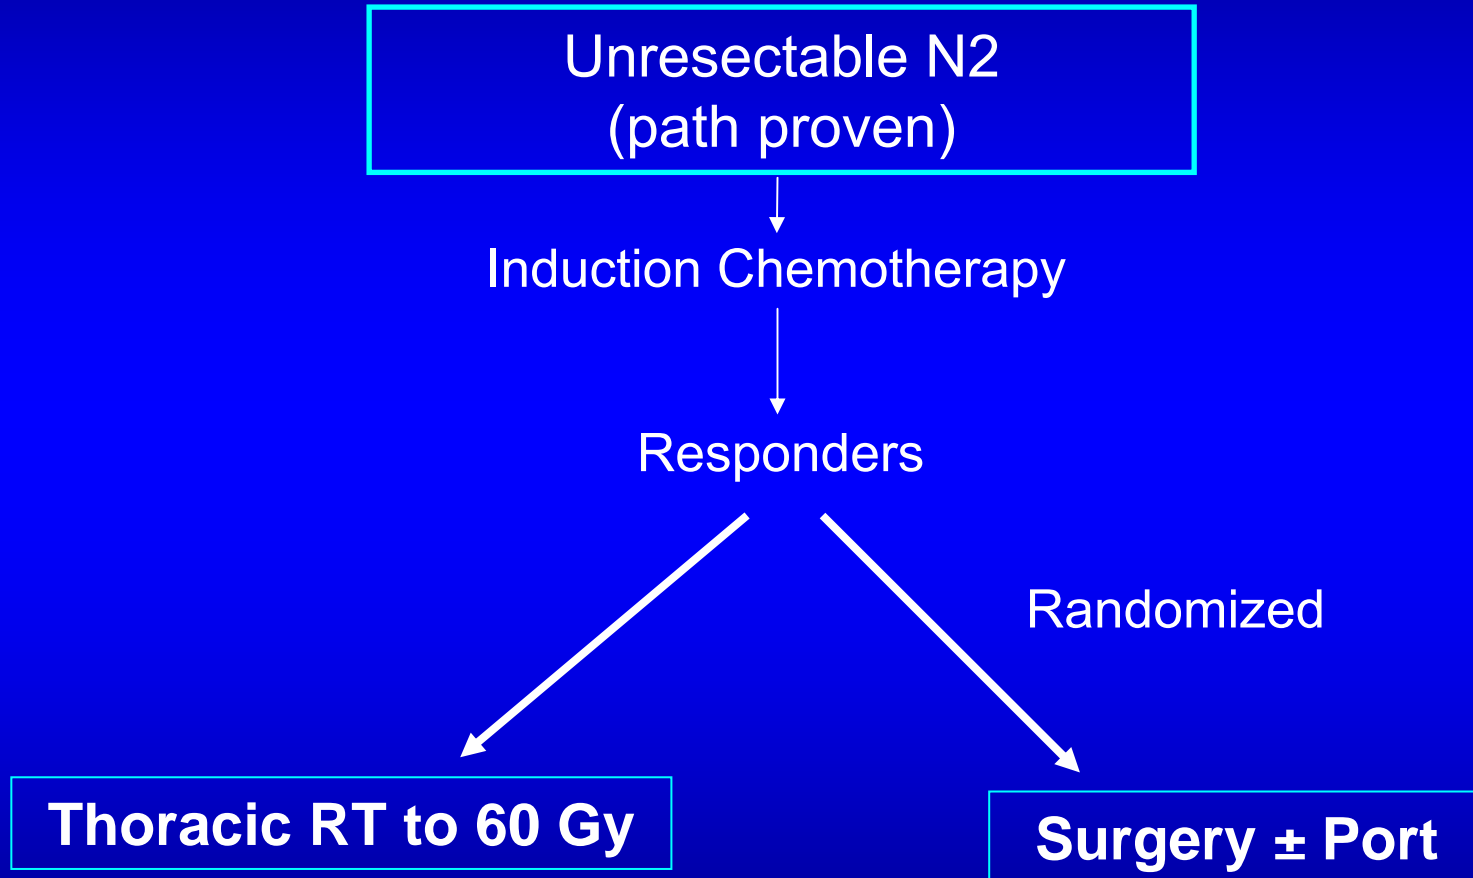 Unresectable N2
(path proven)
Induction Chemotherapy
Responders
Randomized
Thoracic RT to 60 Gy
Surgery ± Port